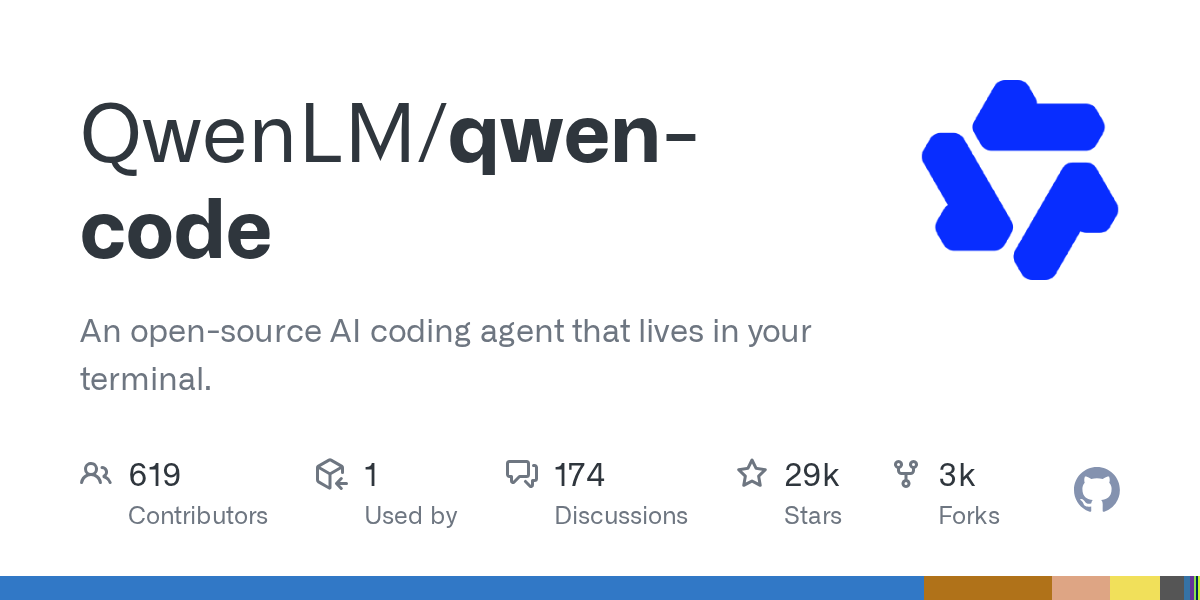 QwenLM/qwen-
code
An open-source AI coding agent that lives in your
terminal.
619 1 174 29k 3k
Contributors Used by Discussions Stars Forks